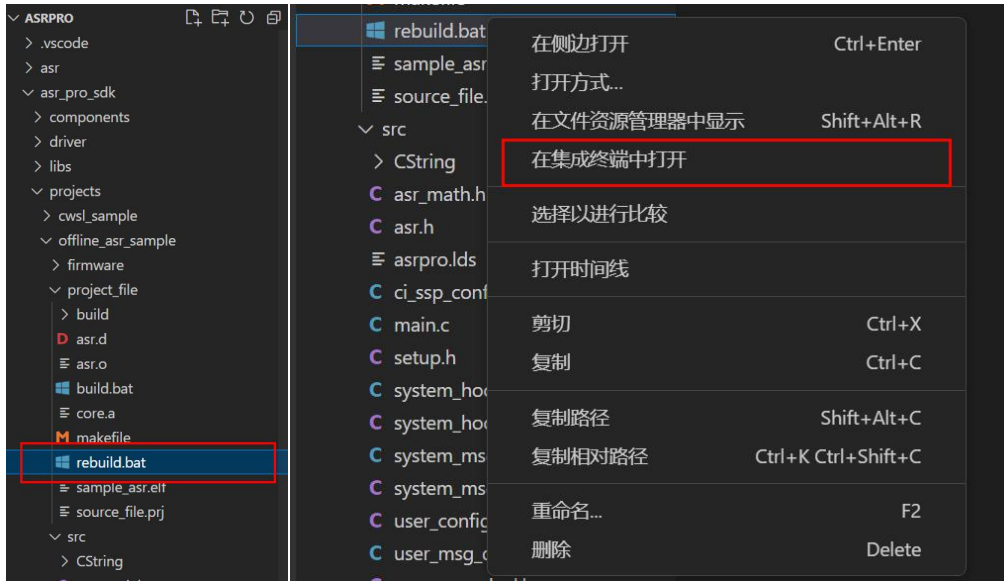 ASRPRO
.vscode
asr
asr_pro_sdk
components
driver
libs
projects
cwsl_sample
offline_asr_sample
firmware
project_file
build
D asr.d
asr.o
build.bat
core.a
M makefile
rebuild.bat
sample_asr.elf
source_file.prj
src
CString
rebuild.bat
sample_asr
source_file.
src
CString
C asr_math.h
C asr.h
asrpro.lds
C ci_ssp_conf
C main.c
C setup.h
C system_hoo
C system_hoo
C system_ms
C system_ms
C user_config
C user_msg_d
在侧边打开 Ctrl+Enter
打开方式...
在文件资源管理器中显示 Shift+Alt+R
在集成终端中打开
选择以进行比较
打开时间线
剪切 Ctrl+X
复制 Ctrl+C
复制路径 Shift+Alt+C
复制相对路径 Ctrl+K Ctrl+Shift+C
重命名... F2
删除 Delete